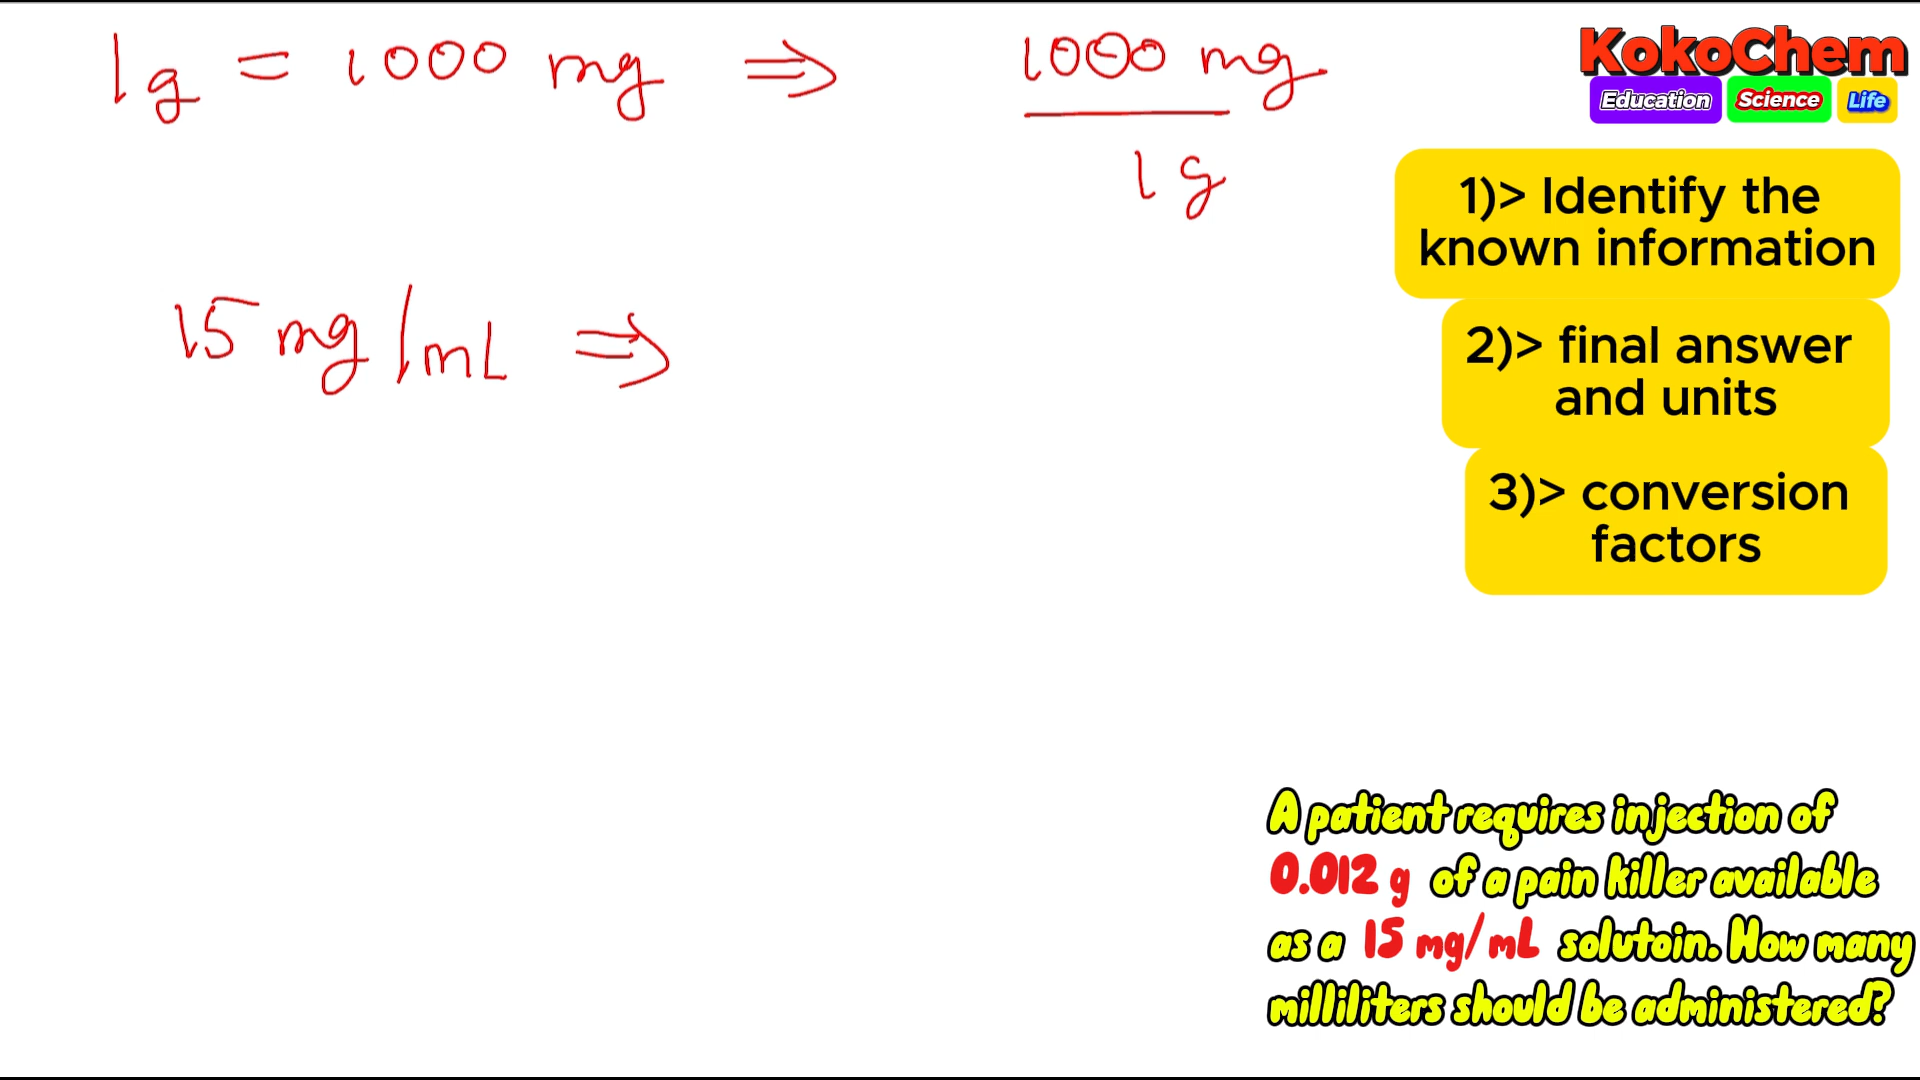 1 g = 1000 mg ⇒ 1000 mg
1 g
15 mg/mL ⇒
KokoChem
Education Science Life
1)> Identify the
known information
2)> final answer
and units
3)> conversion
factors
A patient requires injection of
0.012 g of a pain killer available
as a 15 mg/mL solutoin. How many
milliliters should be administered?